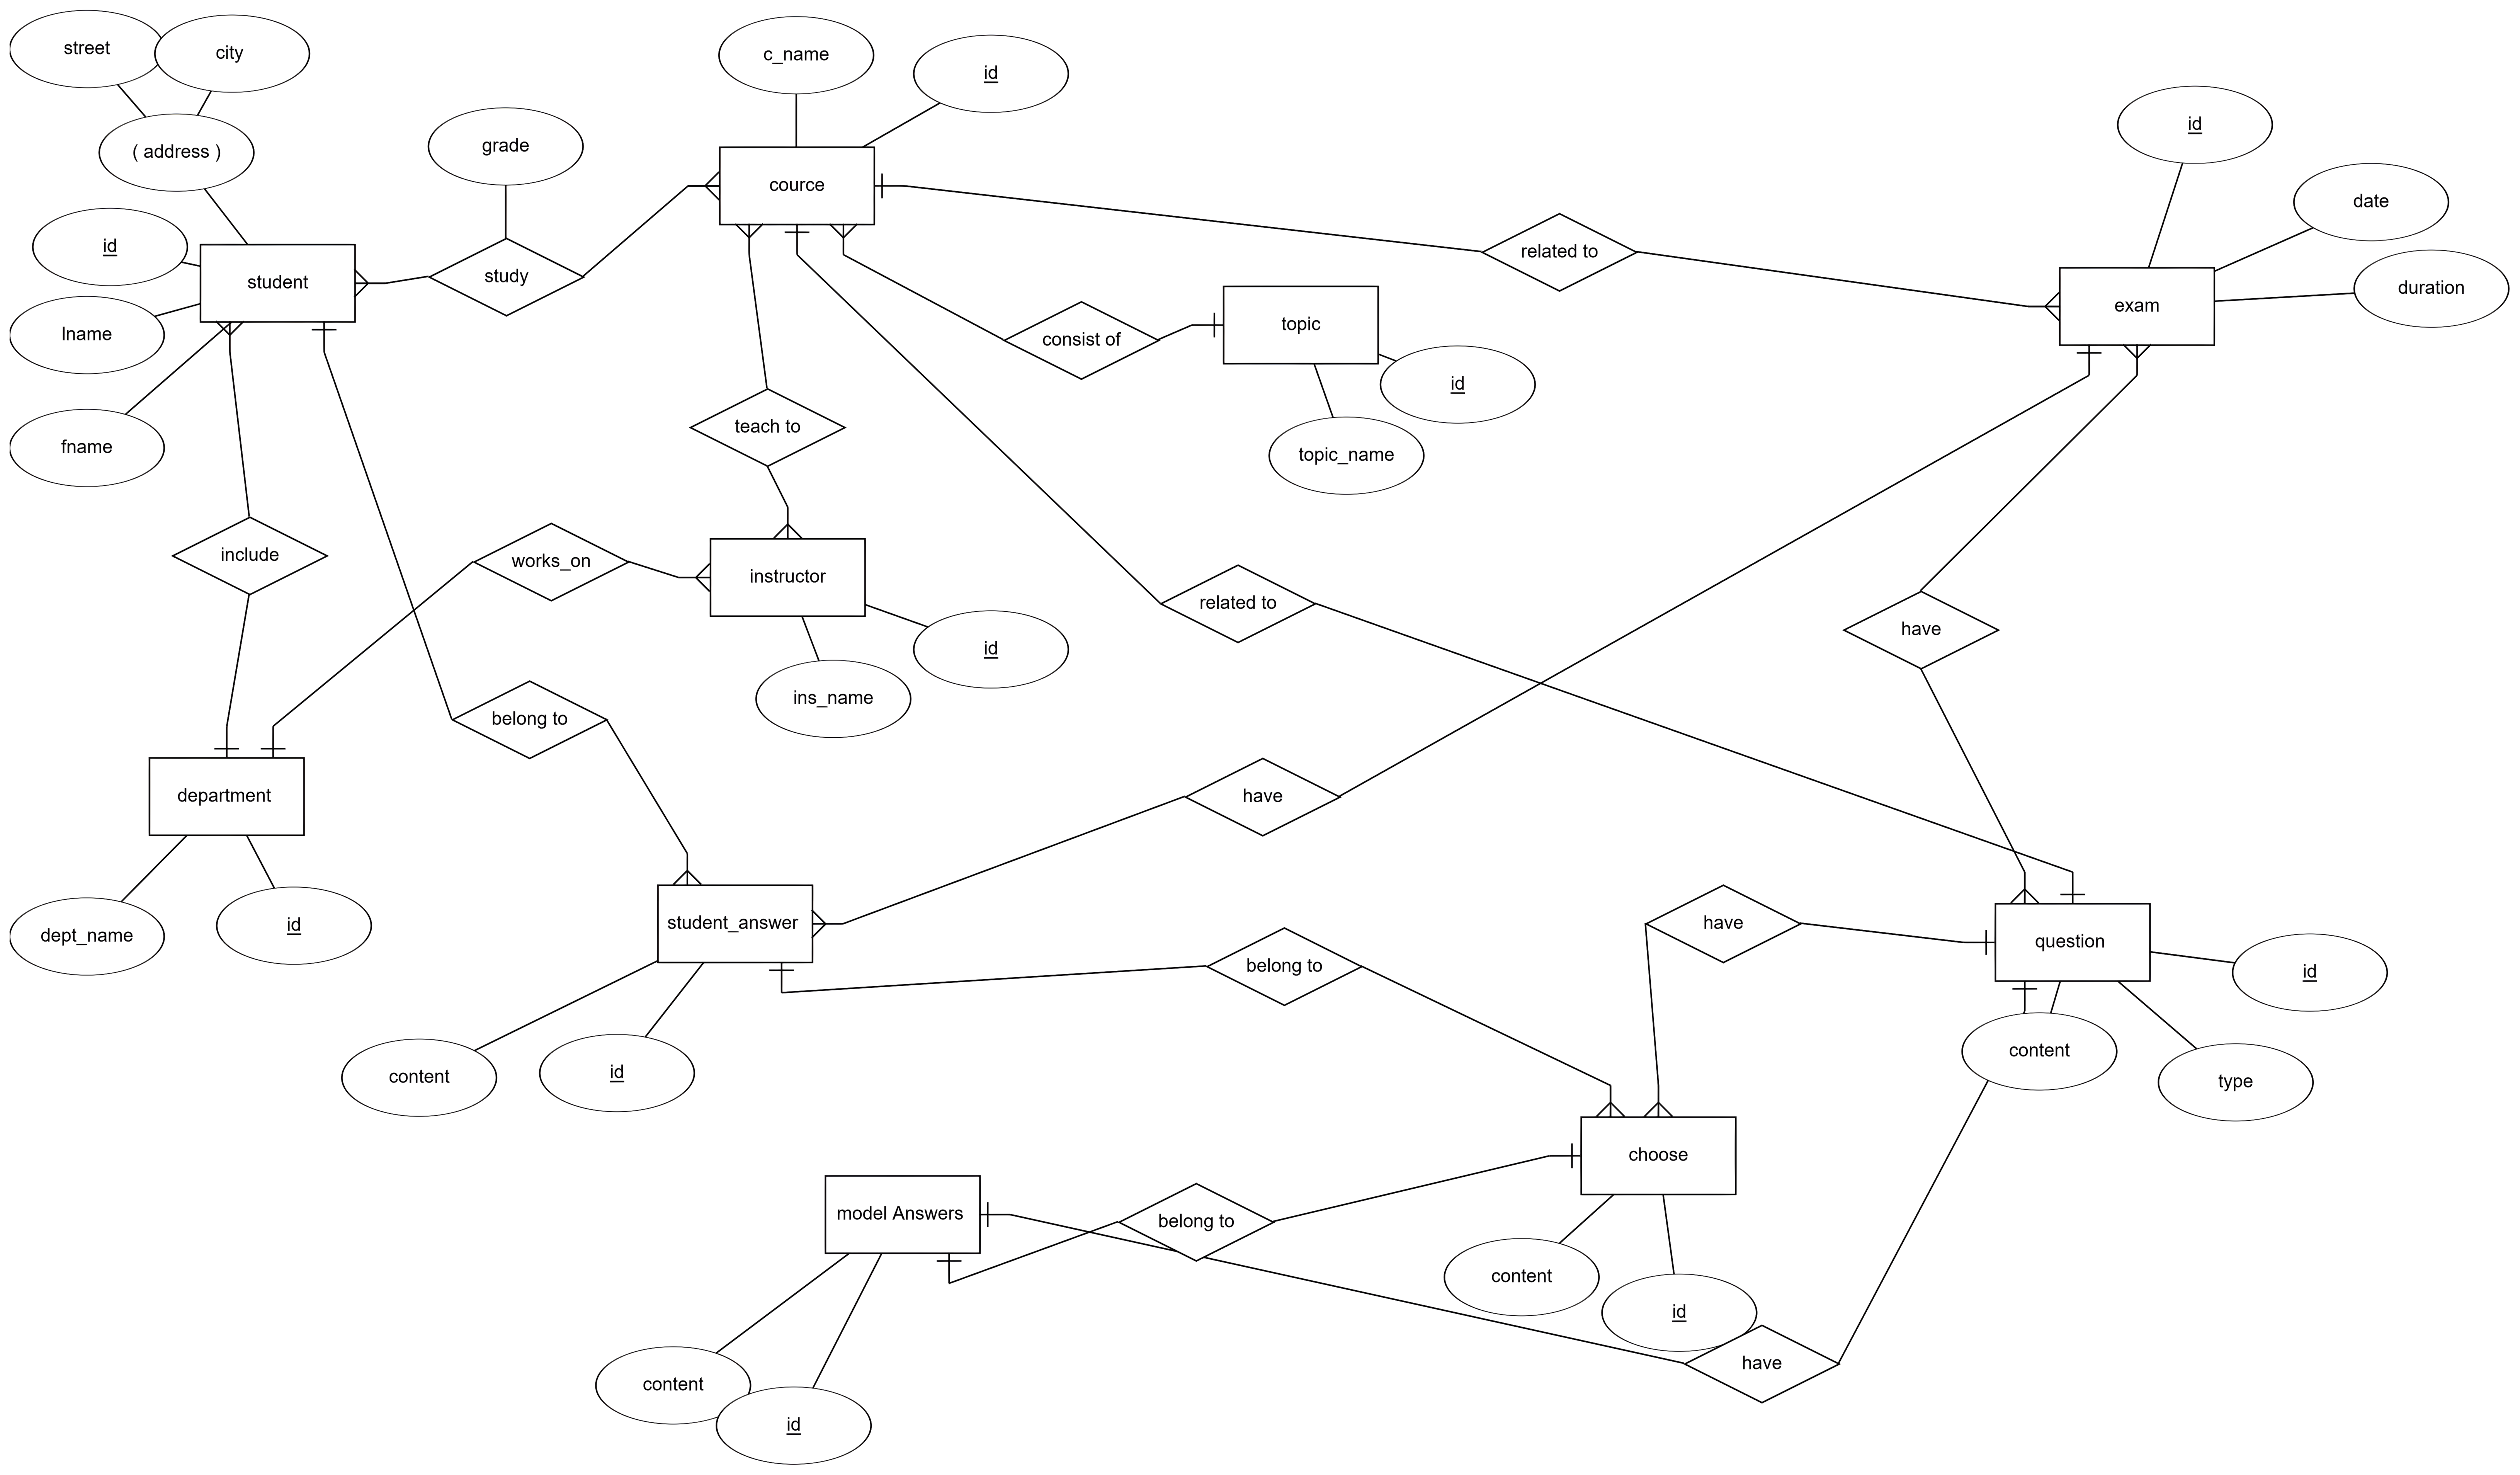 street
city
c_name
id
( address )
grade
id
date
cource
id
student
study
related to
duration
exam
lname
consist of
topic
id
topic_name
fname
teach to
include
works_on
instructor
related to
have
id
ins_name
belong to
department
have
dept_name
id
student_answer
have
question
belong to
id
content
id
content
type
choose
model Answers
belong to
content
id
have
content
id